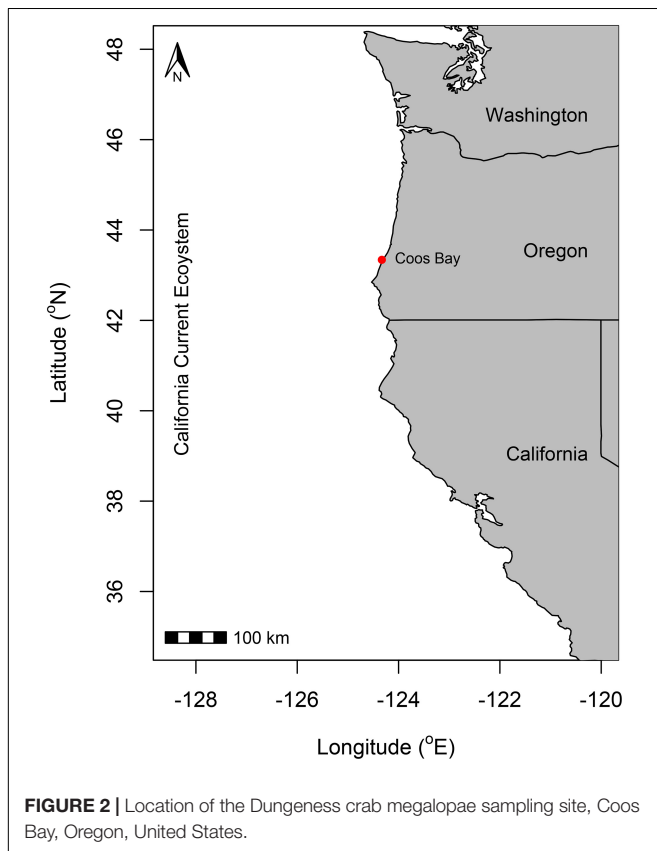 48
46
44
42
40
38
36
Latitude (°N)
California Current Ecoystem
N
Washington
Oregon
Coos Bay
California
100 km
-128
-126
-124
-122
-120
Longitude (°E)
FIGURE 2 | Location of the Dungeness crab megalopae sampling site, Coos
Bay, Oregon, United States.